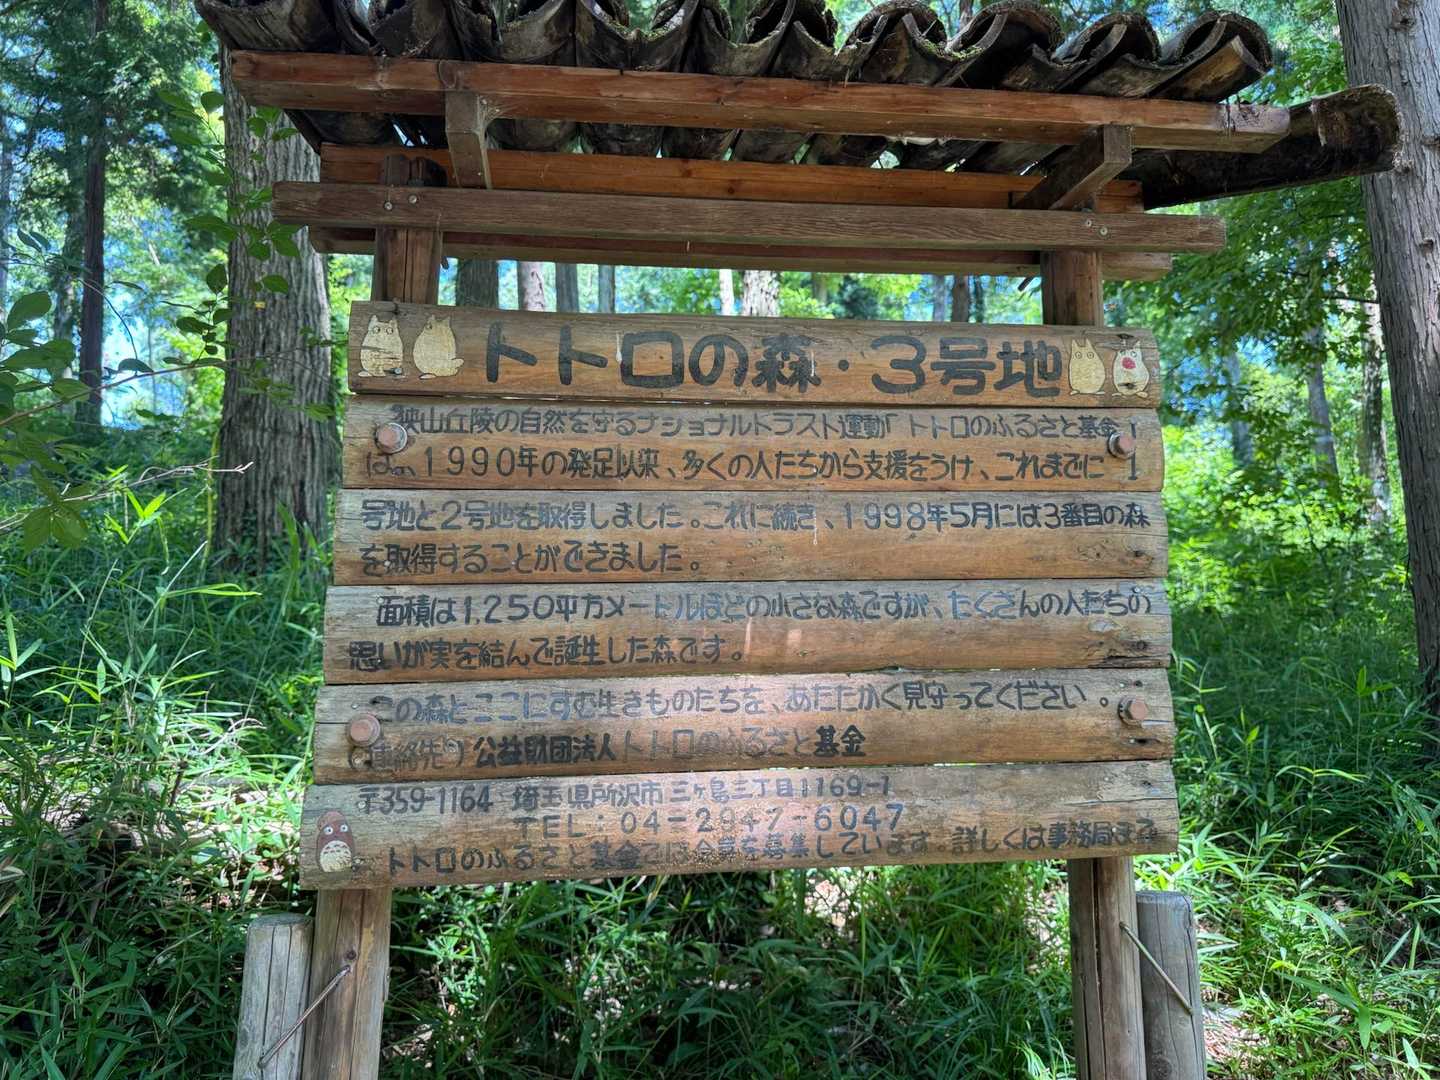 トトロの森・3号地
狭山丘陵の自然を守るナショナルトラスト運動「トトロのふるさと基金」
は、1990年の発足以来、多くの人たちから支援をうけ、これまでに1
号地と2号地を取得しました。これに続き、1998年5月には3番目の森
を取得することができました。
面積は1,250平方メートルほどの小さな森ですが、たくさんの人たちの
思いが実を結んで誕生した森です。
この森とここにすむ生きものたちを、あたたかく見守ってください。
(連絡先)公益財団法人トトロのふるさと基金
〒359-1164 埼玉県所沢市三ヶ島三丁目1169-1
TEL:04-2947-6047
トトロのふるさと基金では会員を募集しています。詳しくは事務局まで